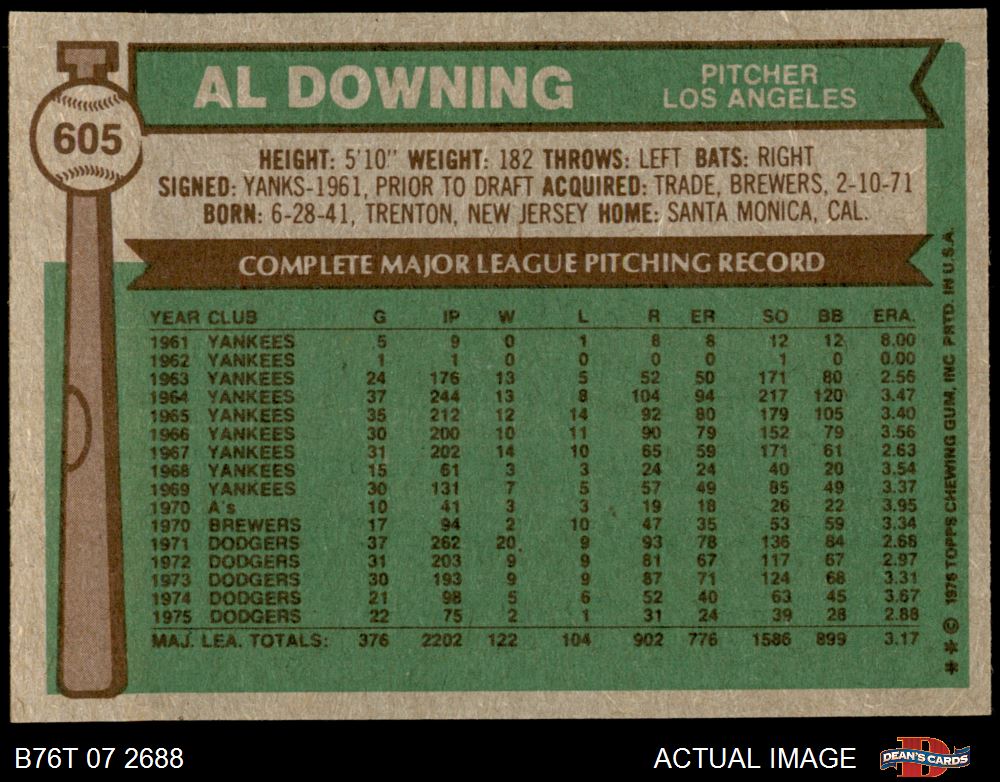 605
AL DOWNING
PITCHER
LOS ANGELES
HEIGHT: 5'10" WEIGHT: 182 THROWS: LEFT BATS: RIGHT
SIGNED: YANKS-1961, PRIOR TO DRAFT ACQUIRED: TRADE, BREWERS, 2-10-71
BORN: 6-28-41, TRENTON, NEW JERSEY HOME: SANTA MONICA, CAL.
COMPLETE MAJOR LEAGUE PITCHING RECORD
YEAR CLUB G IP W L R ER SO BB ERA.
1961 YANKEES 5 9 0 1 8 8 12 12 8.00
1962 YANKEES 1 1 0 0 0 0 1 0 0.00
1963 YANKEES 24 176 13 5 52 50 171 80 2.56
1964 YANKEES 37 244 13 8 104 94 217 120 3.47
1965 YANKEES 35 212 12 14 92 80 179 105 3.40
1966 YANKEES 30 200 10 11 90 79 152 79 3.56
1967 YANKEES 31 202 14 10 65 59 171 61 2.63
1968 YANKEES 15 61 3 3 24 24 40 20 3.54
1969 YANKEES 30 131 7 5 57 49 85 49 3.37
1970 A's 10 41 3 3 19 18 26 22 3.95
1970 BREWERS 17 94 2 10 47 35 53 59 3.34
1971 DODGERS 37 262 20 9 93 78 136 84 2.68
1972 DODGERS 31 203 9 9 81 67 117 67 2.97
1973 DODGERS 30 193 9 9 87 71 124 68 3.31
1974 DODGERS 21 98 5 6 52 40 63 45 3.67
1975 DODGERS 22 75 2 1 31 24 39 28 2.88
MAJ. LEA. TOTALS: 376 2202 122 104 902 776 1586 899 3.17
* * © 1976 TOPPS CHEWING GUM, INC PRTD. IN U.S.A.
B76T 07 2688
ACTUAL IMAGE
DEAN'S CARDS